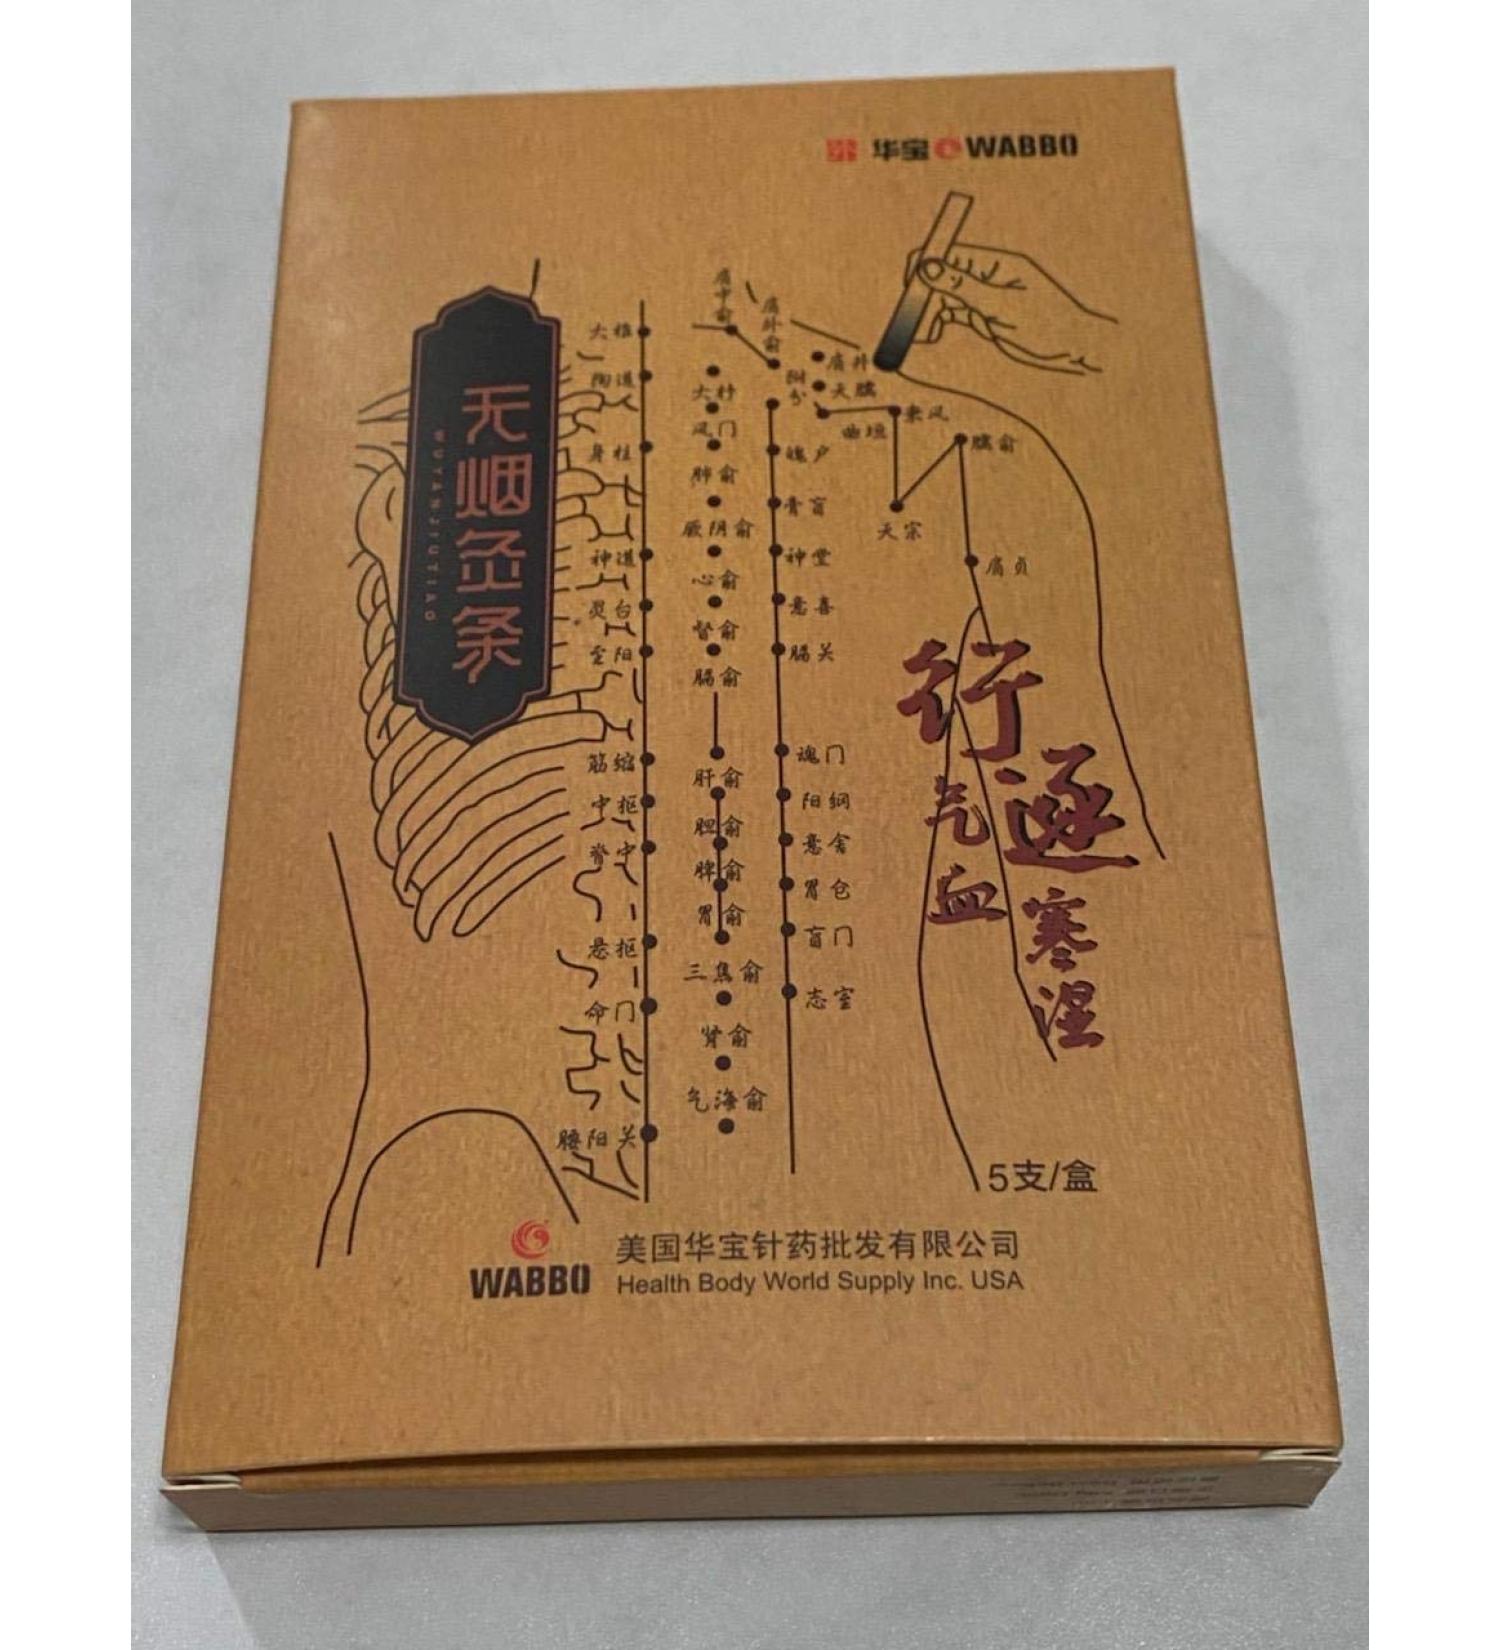 华宝 WABBO
无烟灸条
WUYANJIUTIAO
肩中俞
肩外俞
大椎
陶道
身柱
神道
灵台
至阳
筋缩
中枢
脊中
悬枢
命门
腰阳关
大杼
风门
肺俞
厥阴俞
心俞
督俞
膈俞
肝俞
胆俞
脾俞
胃俞
三焦俞
肾俞
气海俞
附分
魄户
膏盲
神堂
意喜
膈关
魂门
阳纲
意舍
胃仓
盲门
志室
肩井
天髎
曲垣
秉风
臑俞
天宗
肩贞
行气血
逐寒湿
5支/盒
WABBO
美国华宝针药批发有限公司
Health Body World Supply Inc. USA